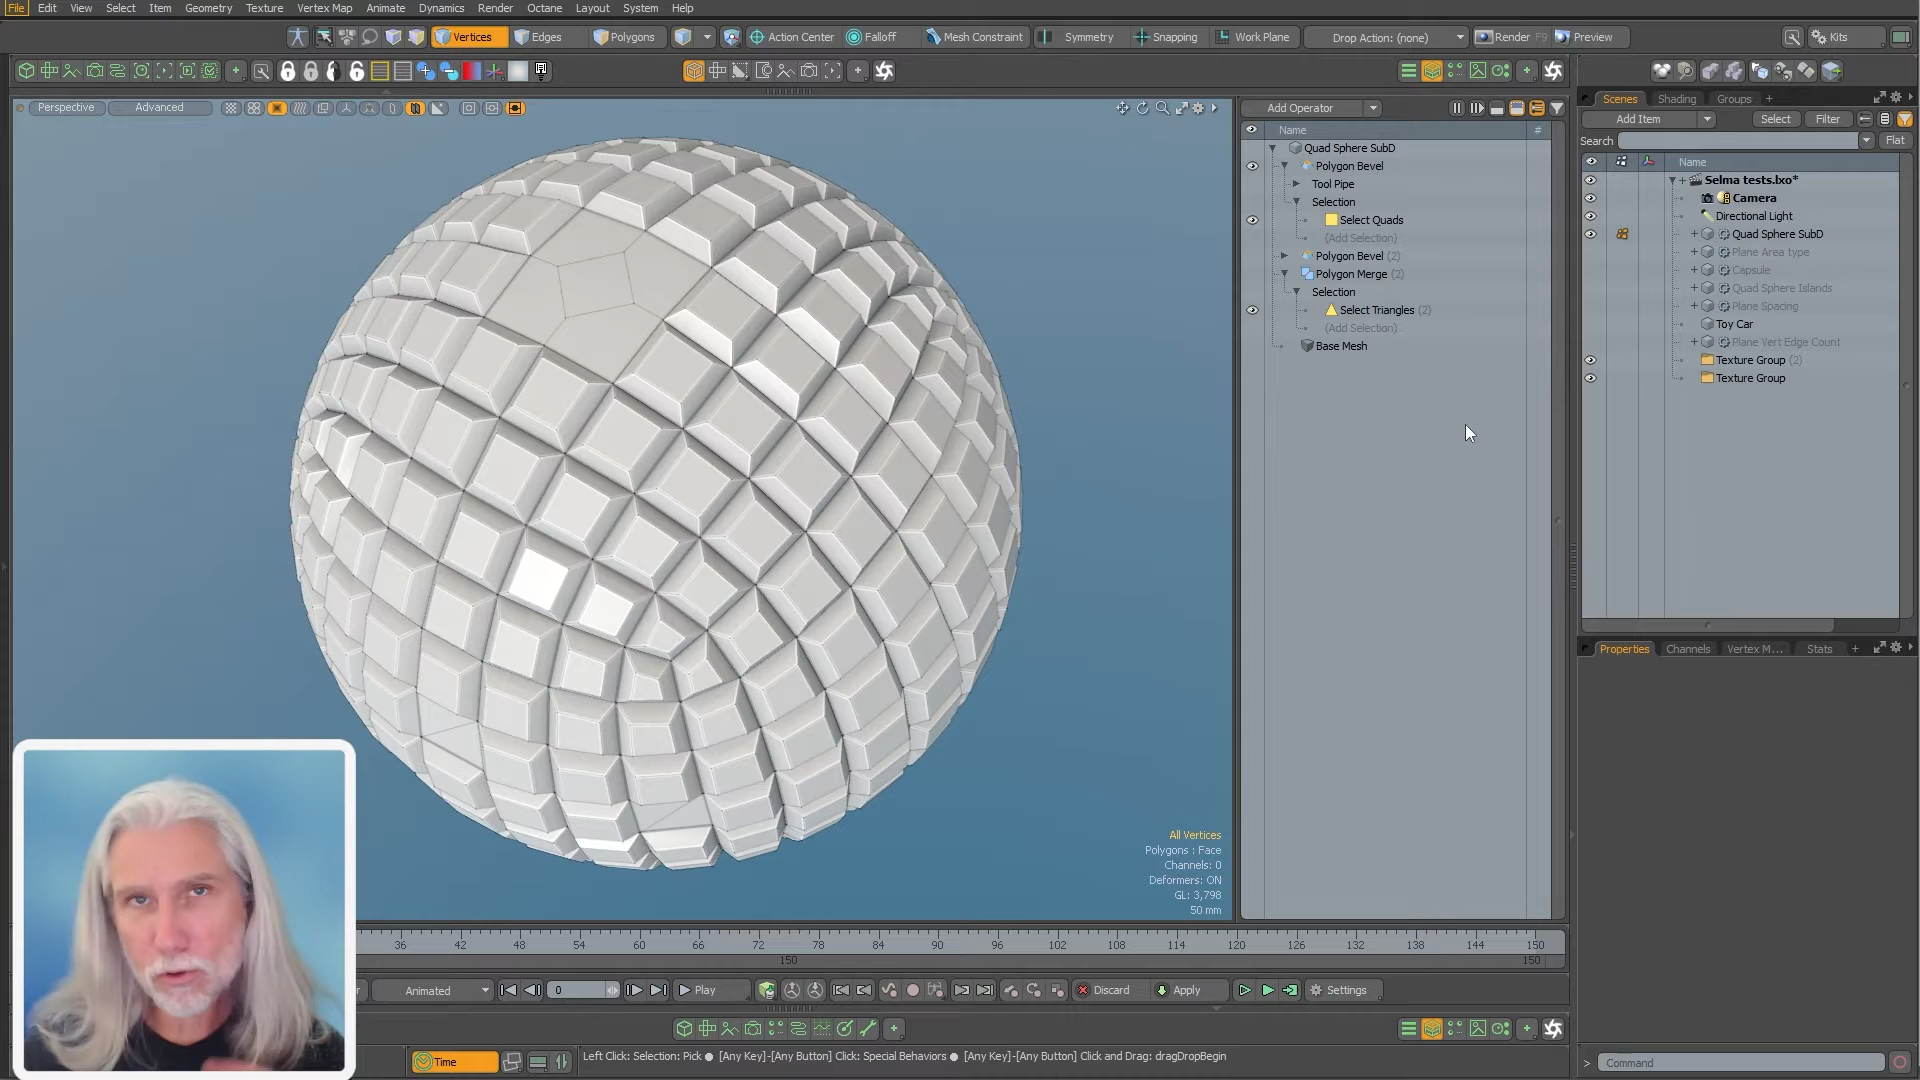 File Edit View Select Item Geometry Texture Vertex Map Animate Dynamics Render Octane Layout System Help
Vertices Edges Polygons Action Center Falloff Mesh Constraint Symmetry Snapping Work Plane Drop Action: (none) Render F9 Preview Kits
Perspective Advanced
Add Operator
Name #
Quad Sphere SubD
Polygon Bevel
Tool Pipe
Selection
Select Quads
(Add Selection)
Polygon Bevel (2)
Polygon Merge (2)
Selection
Select Triangles (2)
(Add Selection)
Base Mesh
Scenes Shading Groups +
Add Item Select Filter
Search Flat
Name
Selma tests.lxo*
Camera
Directional Light
Quad Sphere SubD
Plane Area type
Capsule
Quad Sphere Islands
Plane Spacing
Toy Car
Plane Vert Edge Count
Texture Group (2)
Texture Group
Properties Channels Vertex M... Stats +
All Vertices
Polygons : Face
Channels: 0
Deformers: ON
GL: 3,798
50 mm
36 42 48 54 60 66 72 78 84 90 96 102 108 114 120 126 132 138 144 150
150 150
Animated 0 Play Discard Apply Settings
Time Left Click: Selection: Pick ● [Any Key]-[Any Button] Click: Special Behaviors ● [Any Key]-[Any Button] Click and Drag: dragDropBegin
> Command